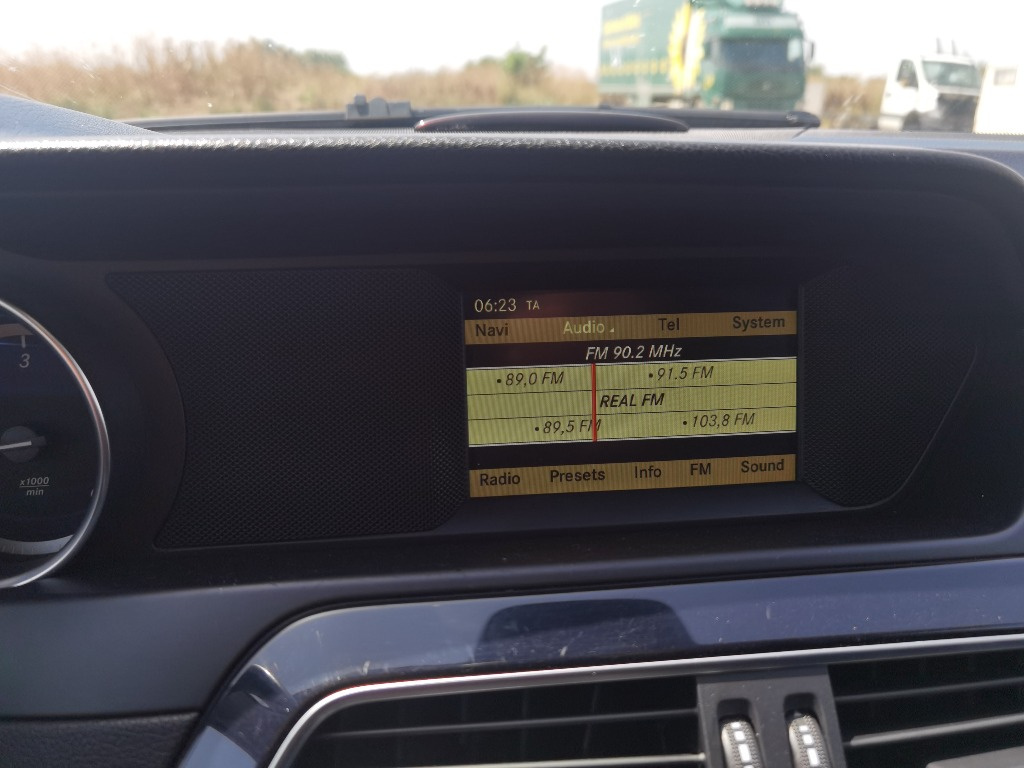 06:23 TA
Navi Audio Tel System
FM 90.2 MHz
•89,0 FM •91.5 FM
REAL FM
•89,5 FM •103,8 FM
Radio Presets Info FM Sound
3
x1000
min